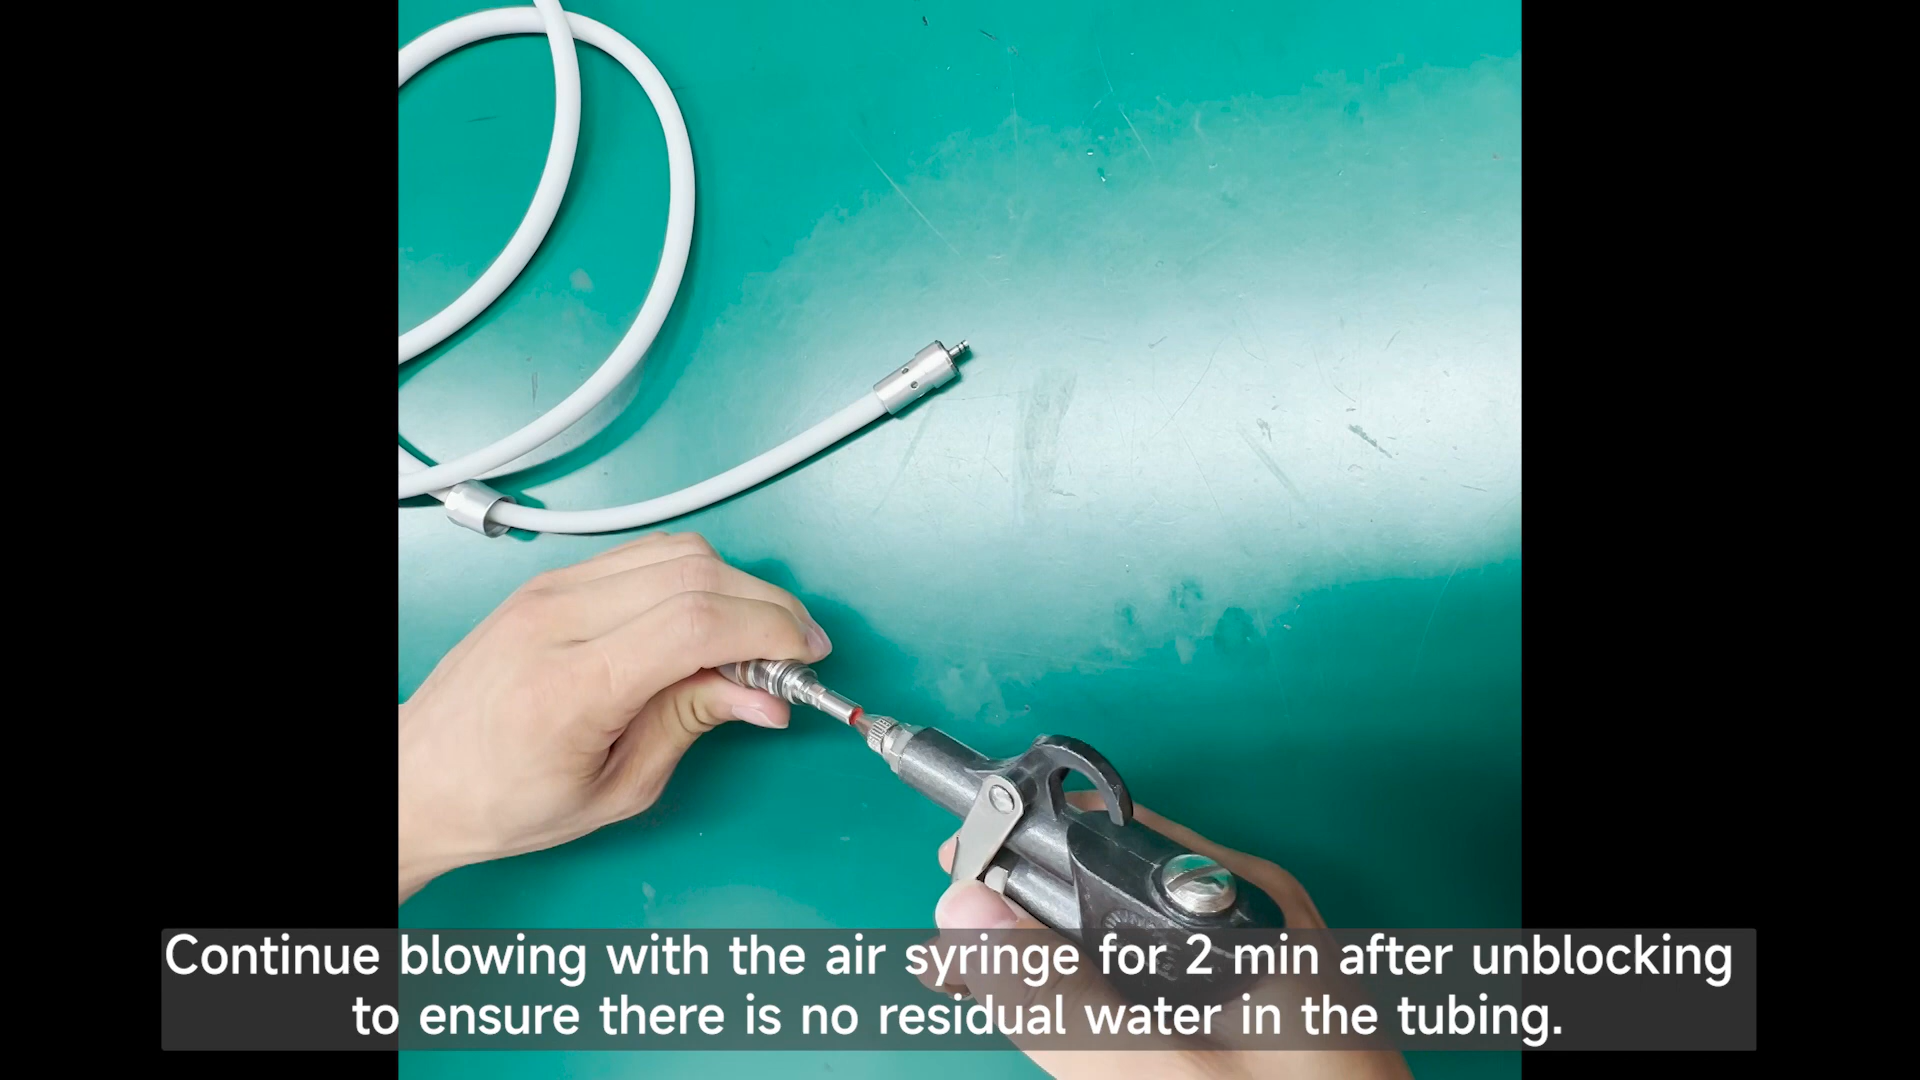 Continue blowing with the air syringe for 2 min after unblocking
to ensure there is no residual water in the tubing.